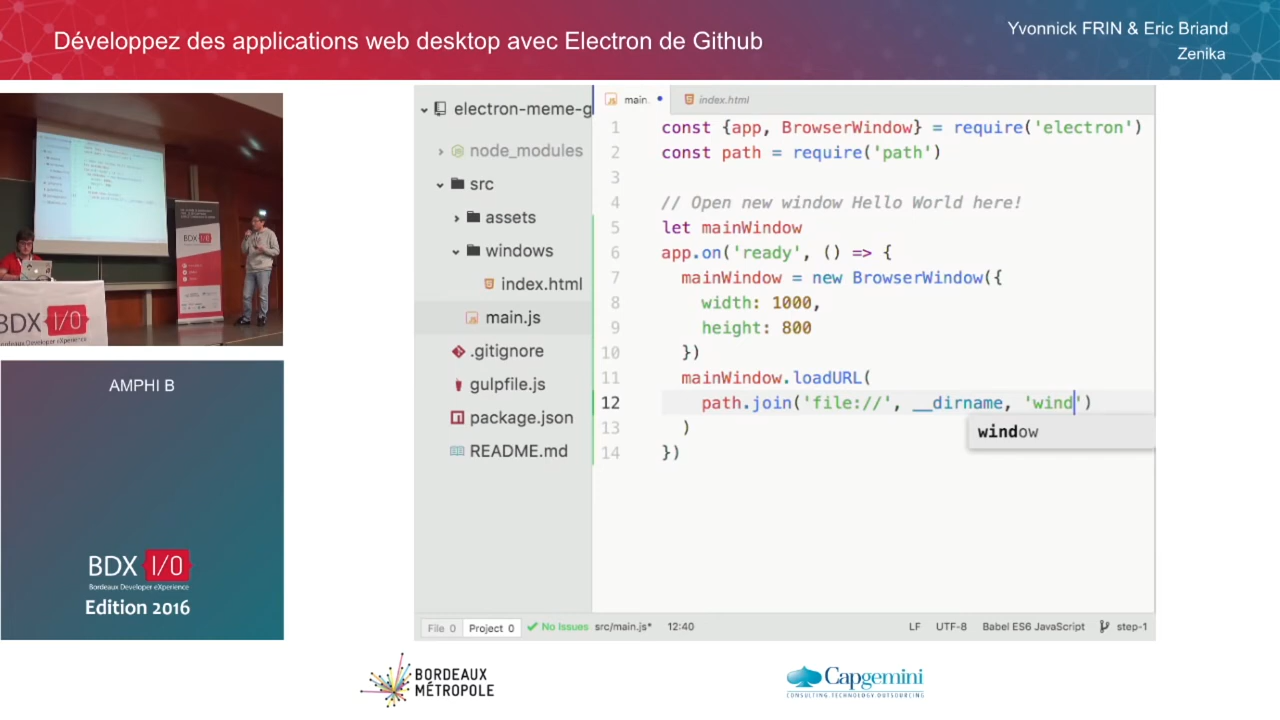 Développez des applications web desktop avec Electron de Github
Yvonnick FRIN & Eric Briand
Zenika
BDX I/O
BDX I/O
AMPHI B
BDX I/O
Bordeaux Developer eXperience
Edition 2016
electron-meme-g
node_modules
src
assets
windows
index.html
main.js
.gitignore
gulpfile.js
package.json
README.md
main.
index.html
1 const {app, BrowserWindow} = require('electron')
2 const path = require('path')
3
4 // Open new window Hello World here!
5 let mainWindow
6 app.on('ready', () => {
7 mainWindow = new BrowserWindow({
8 width: 1000,
9 height: 800
10 })
11 mainWindow.loadURL(
12 path.join('file://', __dirname, 'wind')
window
13 )
14 })
File 0 Project 0 No Issues src/main.js* 12:40 LF UTF-8 Babel ES6 JavaScript step-1
BORDEAUX
MÉTROPOLE
Capgemini
CONSULTING.TECHNOLOGY.OUTSOURCING